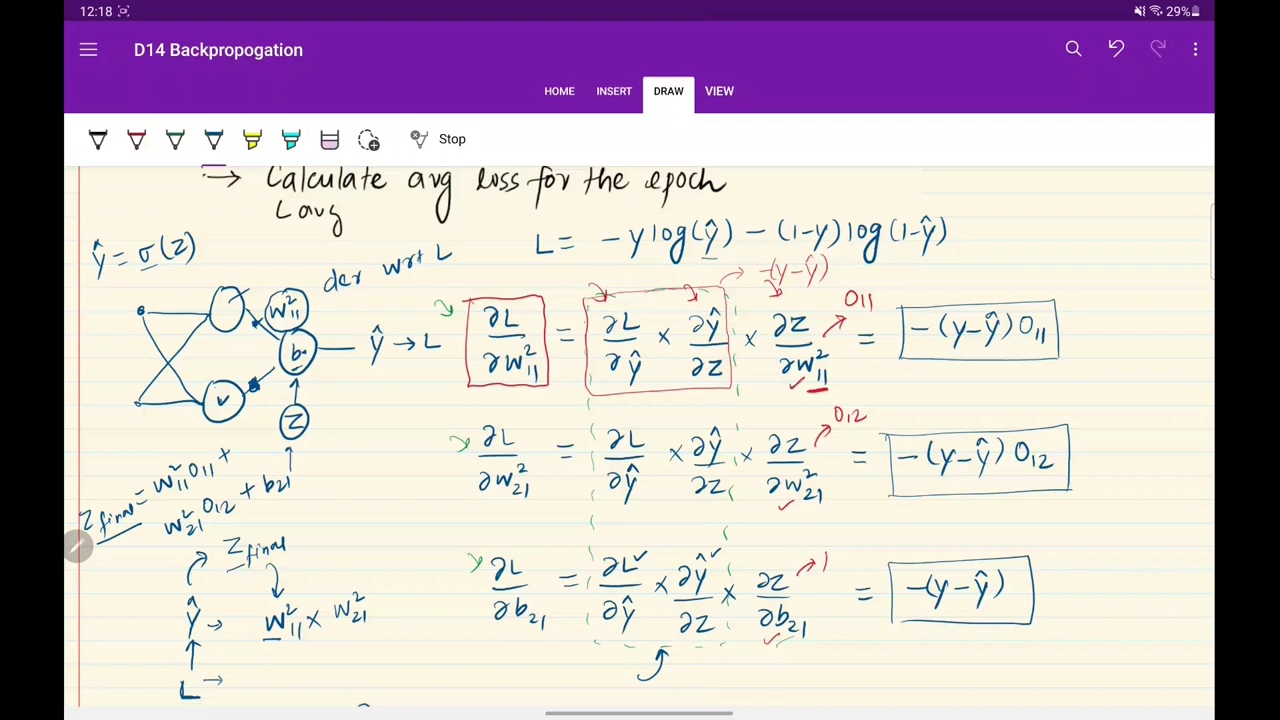 12:18
29%
D14 Backpropogation
HOME INSERT DRAW VIEW
Stop
→ Calculate avg loss for the epoch
Lavg
ŷ = σ(z)
der wrt L
L = -y log(ŷ) - (1-y) log(1-ŷ)
-(y-ŷ)
w²₁₁
b
z
ŷ → L
∂L/∂w²₁₁ = ∂L/∂ŷ × ∂ŷ/∂z × ∂z/∂w²₁₁ → O₁₁ = -(y-ŷ) O₁₁
∂L/∂w²₂₁ = ∂L/∂ŷ × ∂ŷ/∂z × ∂z/∂w²₂₁ → O₁₂ = -(y-ŷ) O₁₂
Zfinal = w²₁₁ O₁₁ +
w²₂₁ O₁₂ + b₂₁
Zfinal
ŷ → w²₁₁ × w²₂₁
L →
∂L/∂b₂₁ = ∂L/∂ŷ × ∂ŷ/∂z × ∂z/∂b₂₁ → 1 = -(y-ŷ)